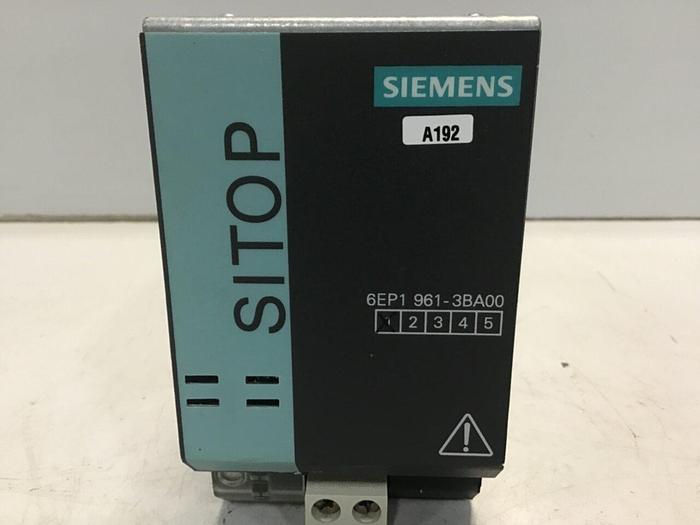 SIEMENS
A192
SITOP
6EP1 961-3BA00
1 2 3 4 5